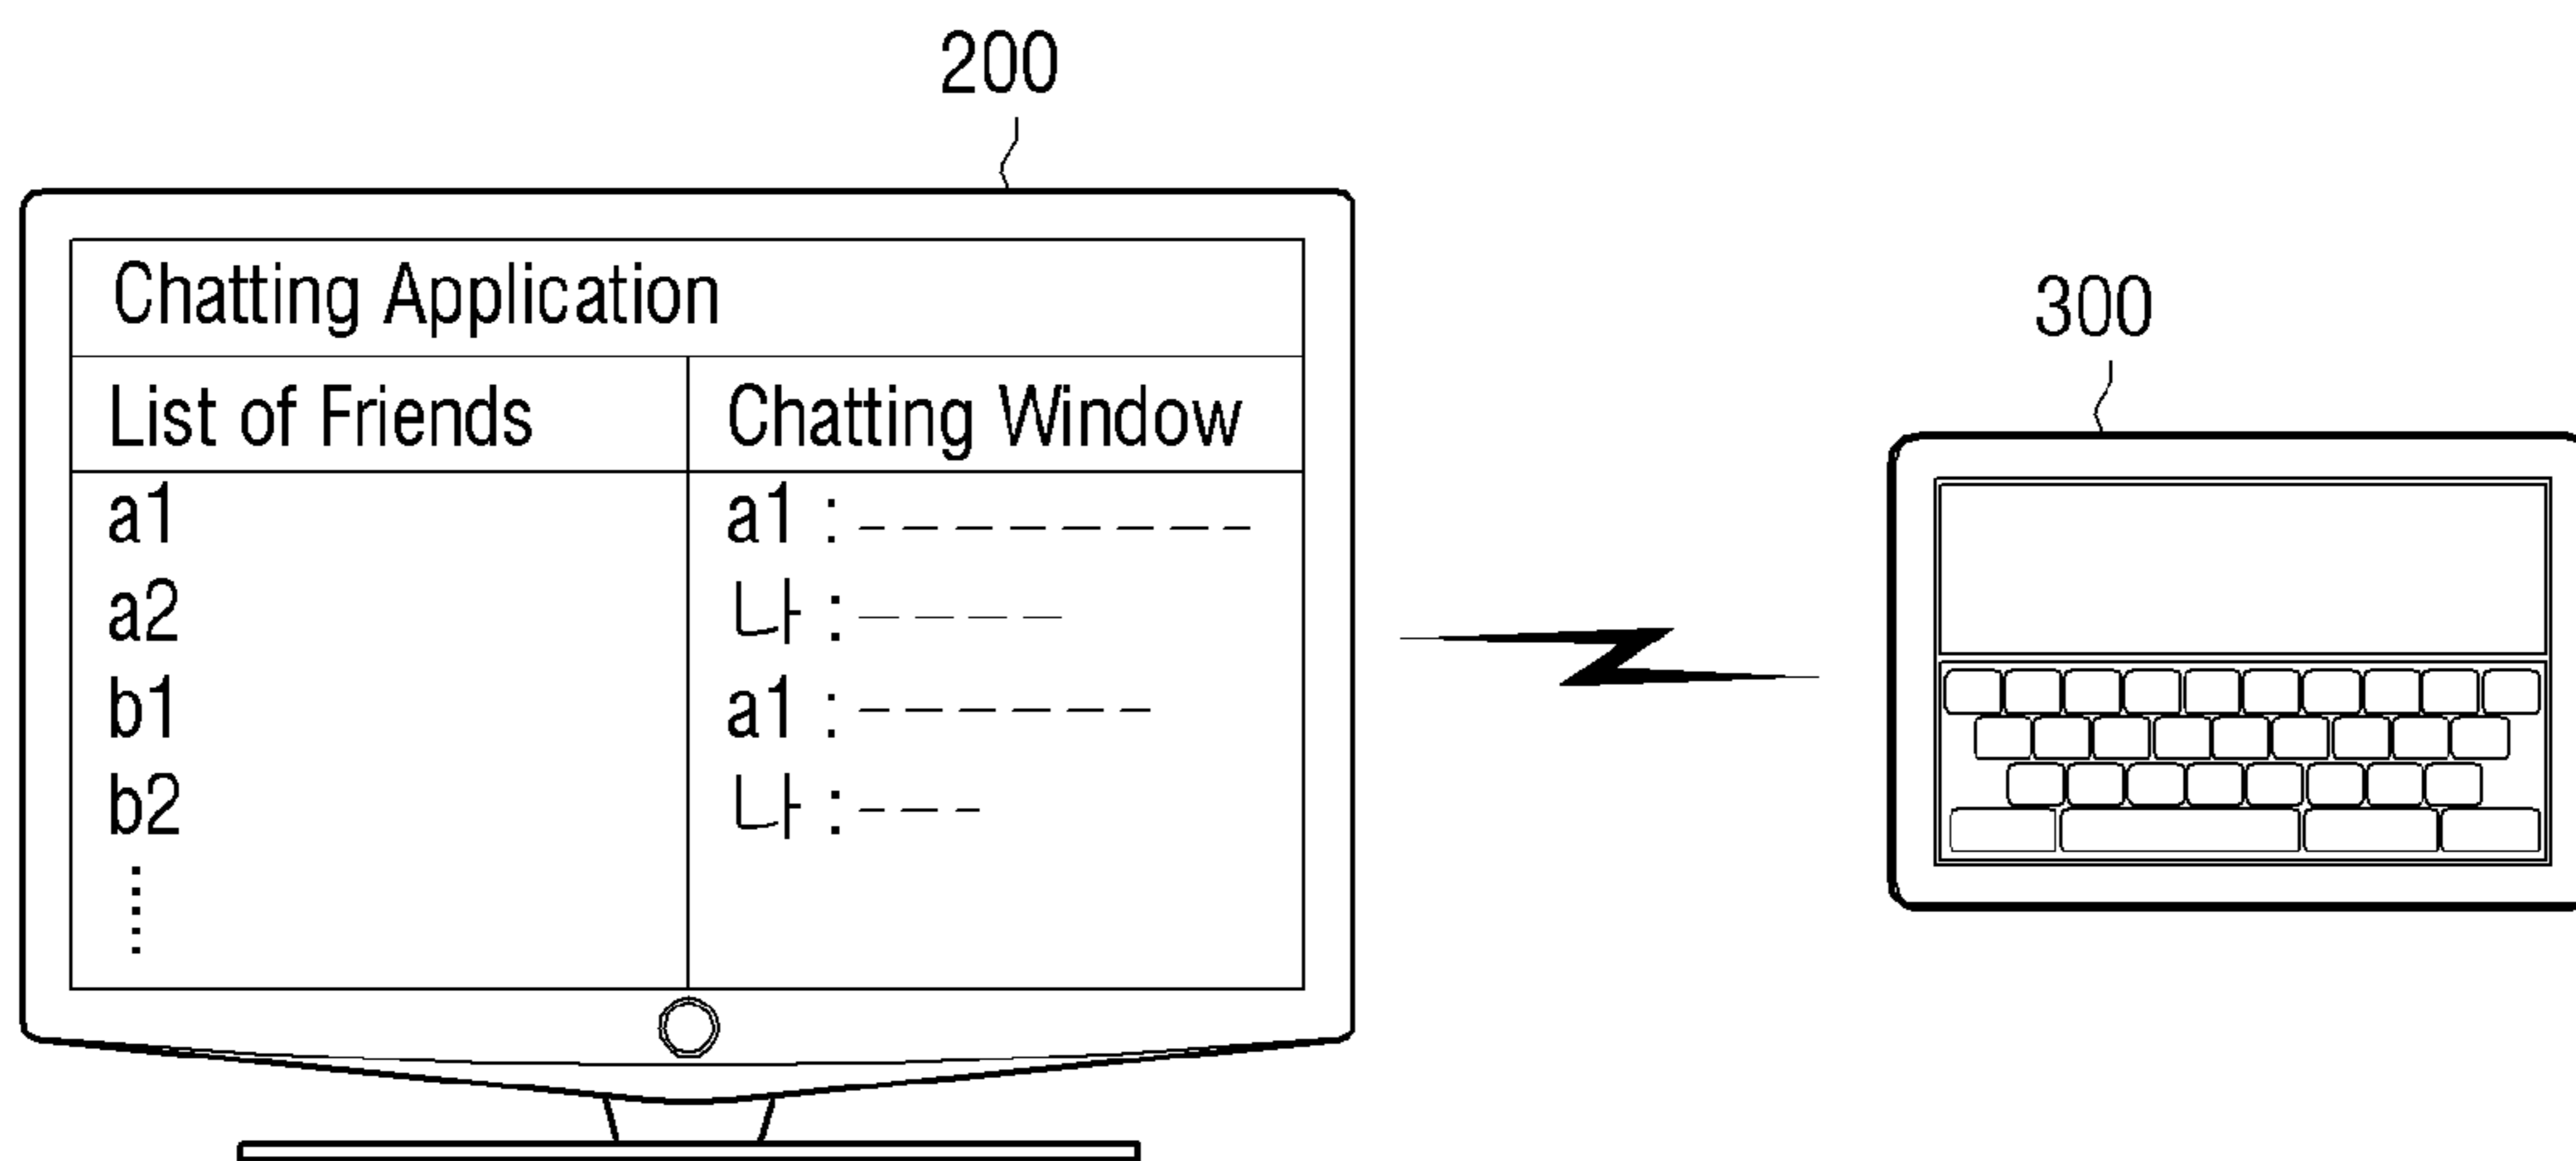 200
300
Chatting Application
List of Friends
Chatting Window
a1
a2
b1
b2
a1 :
나 :
a1 :
나 :